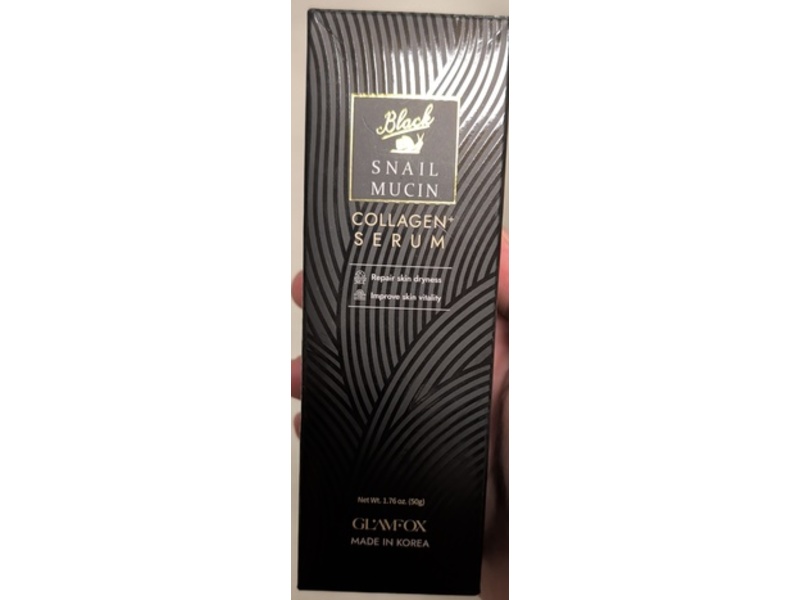 Black
SNAIL
MUCIN
COLLAGEN+
SERUM
Repair skin dryness
Improve skin vitality
Net Wt. 1.76 oz. (50g)
GLAMFOX
MADE IN KOREA